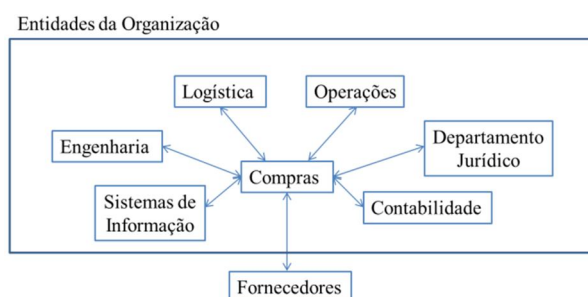 Entidades da Organização
Logística
Operações
Engenharia
Departamento
Jurídico
Compras
Sistemas de
Informação
Contabilidade
Fornecedores